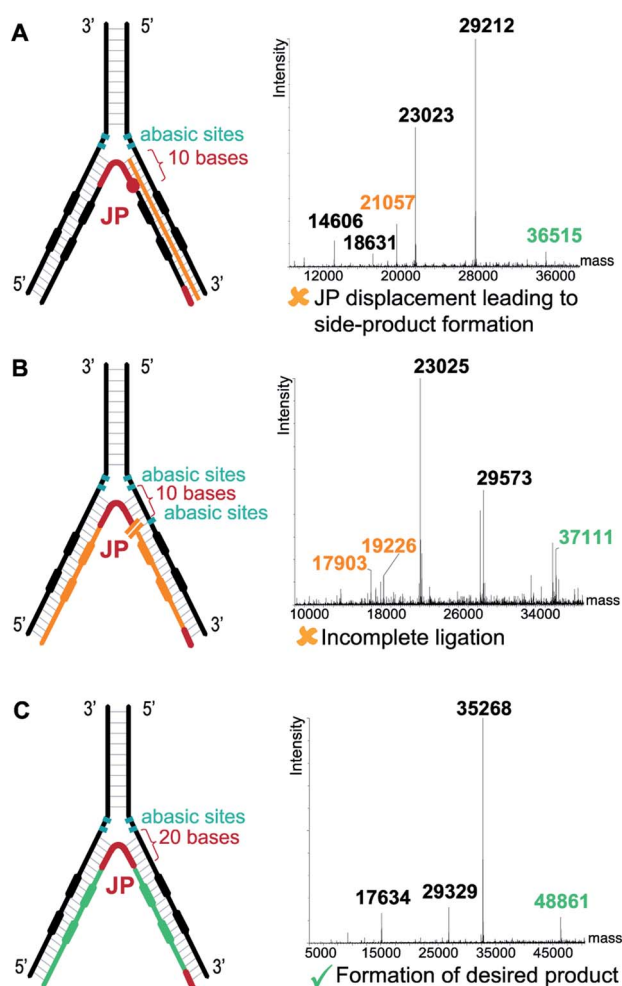 A
3’ 5’
abasic sites
10 bases
JP
5’ 3’
Intensity
29212
23023
21057
14606
18631
36515
12000 20000 28000 36000 mass
✘ JP displacement leading to
side-product formation
B
3’ 5’
abasic sites
10 bases
abasic sites
JP
5’ 3’
Intensity
23025
29573
37111
19226
17903
10000 18000 26000 34000 mass
✘ Incomplete ligation
C
3’ 5’
abasic sites
20 bases
JP
5’ 3’
Intensity
35268
17634 29329 48861
5000 15000 25000 35000 45000 mass
✓ Formation of desired product